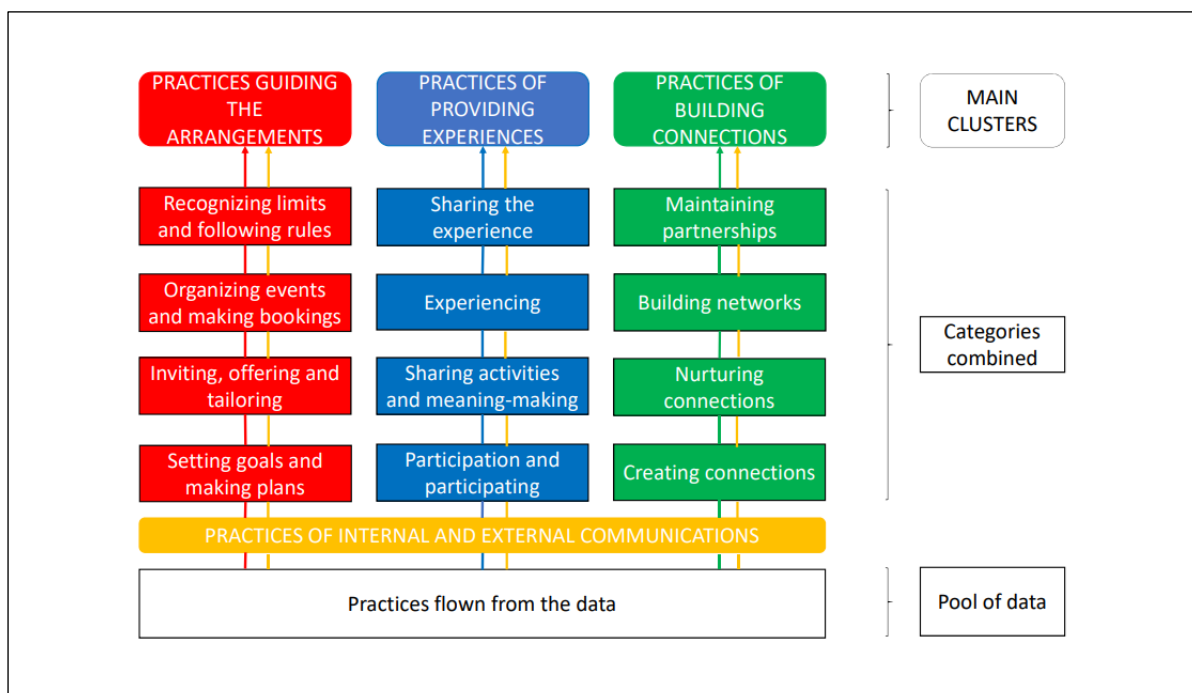 PRACTICES GUIDING
THE
ARRANGEMENTS
PRACTICES OF
PROVIDING
EXPERIENCES
PRACTICES OF
BUILDING
CONNECTIONS
MAIN
CLUSTERS
Recognizing limits
and following rules
Sharing the
experience
Maintaining
partnerships
Organizing events
and making bookings
Experiencing
Building networks
Categories
combined
Inviting, offering and
tailoring
Sharing activities
and meaning-making
Nurturing
connections
Setting goals and
making plans
Participation and
participating
Creating connections
PRACTICES OF INTERNAL AND EXTERNAL COMMUNICATIONS
Practices flown from the data
Pool of data